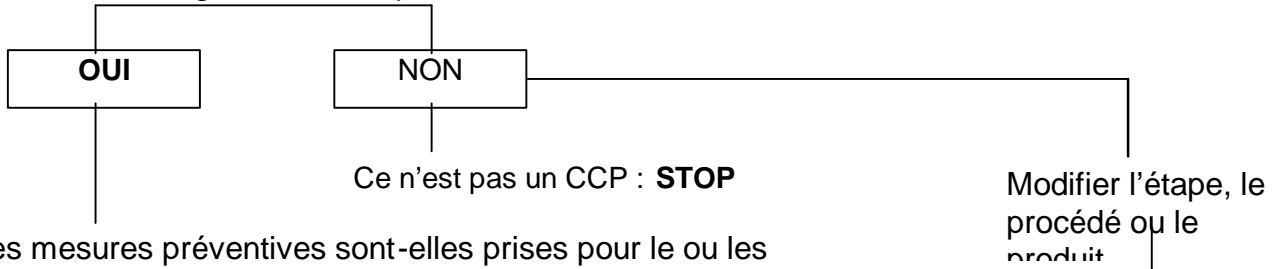 OUI
NON
Ce n'est pas un CCP : STOP
Modifier l'étape, le
procédé ou le
produit
es mesures préventives sont-elles prises pour le ou les